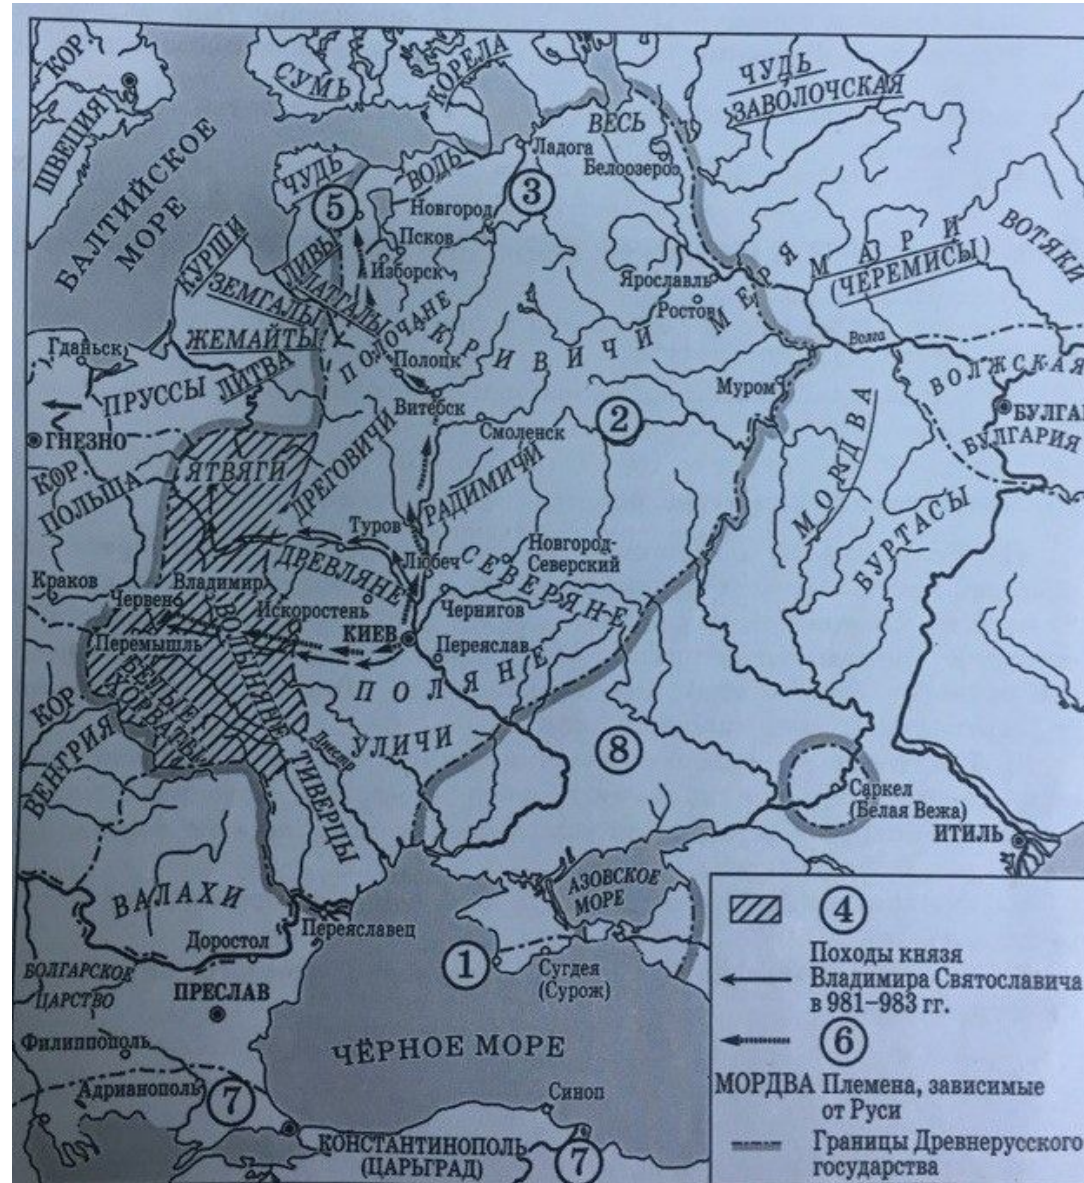 КОР.
ШВЕЦИЯ
СУМЬ
КОРЕЛА
ЧУДЬ
ЗАВОЛОЧСКАЯ
ВЕСЬ
Ладога
Белоозеро
БАЛТИЙСКОЕ
МОРЕ
ЧУДЬ
ВОДЬ
5
3
Новгород
Псков
Изборск
КУРШИ
ЛИВЫ
ЗЕМГАЛЫ
ЛАТГАЛЫ
ЖЕМАЙТЫ
ПОЛОЧАНЕ
КРИВИЧИ
МЕРЯ
Ярославль
Ростов
МАРИ
(ЧЕРЕМИСЫ)
ВОТЯКИ
Волга
Гданьск
ПРУССЫ
ЛИТВА
Полоцк
Витебск
Смоленск
2
Муром
ВОЛЖСКАЯ
БУЛГАР
БУЛГАРИЯ
ГНЕЗНО
КОР.
ПОЛЬША
ЯТВЯГИ
ДРЕГОВИЧИ
РАДИМИЧИ
МОРДВА
БУРТАСЫ
Туров
Любеч
Новгород-
Северский
СЕВЕРЯНЕ
ДРЕВЛЯНЕ
Краков
Червен
Владимир
Искоростень
Чернигов
КИЕВ
Переяслав
Перемышль
ВОЛЫНЯНЕ
БЕЛЫЕ
ХОРВАТЫ
ПОЛЯНЕ
КОР
ВЕНГРИЯ
УЛИЧИ
Днестр
ТИВЕРЦЫ
8
Саркел
(Белая Вежа)
ИТИЛЬ
ВАЛАХИ
АЗОВСКОЕ
МОРЕ
Переяславец
Доростол
1
Сугдея
(Сурож)
БОЛГАРСКОЕ
ЦАРСТВО
ПРЕСЛАВ
ЧЁРНОЕ МОРЕ
Филиппополь
Адрианополь
7
Синоп
КОНСТАНТИНОПОЛЬ
(ЦАРЬГРАД)
7
4
Походы князя
Владимира Святославича
в 981–983 гг.
6
МОРДВА Племена, зависимые
от Руси
Границы Древнерусского
государства